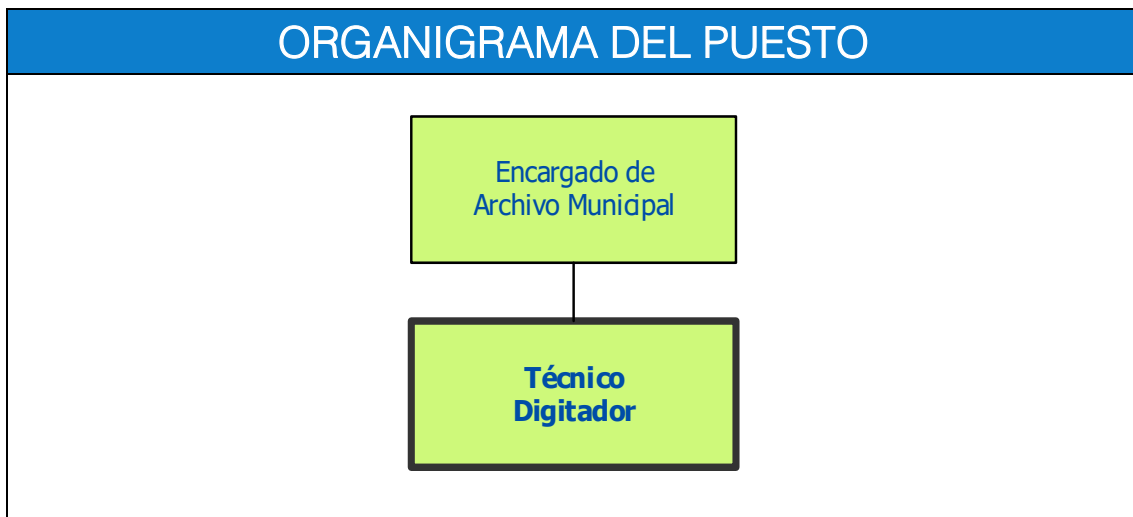 ORGANIGRAMA DEL PUESTO
Encargado de
Archivo Municipal
Técnico
Digitador